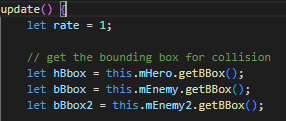 update() {
    let rate = 1;

    // get the bounding box for collision
    let hBbox = this.mHero.getBBox();
    let bBbox = this.mEnemy.getBBox();
    let bBbox2 = this.mEnemy2.getBBox();